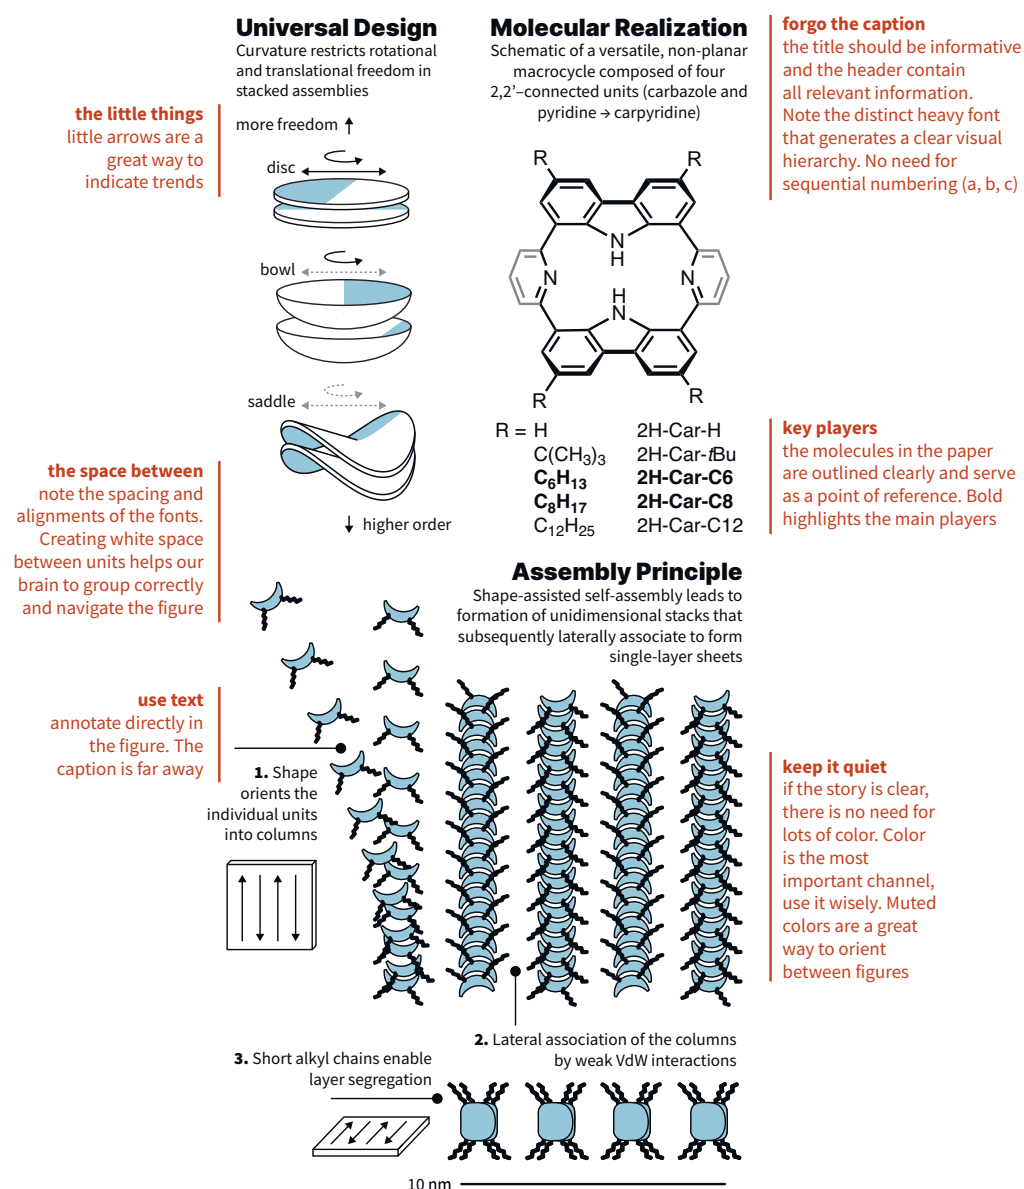 Universal Design
Curvature restricts rotational
and translational freedom in
stacked assemblies
more freedom ↑
disc
bowl
saddle
↓ higher order
Molecular Realization
Schematic of a versatile, non-planar
macrocycle composed of four
2,2’–connected units (carbazole and
pyridine → carpyridine)
R R
N
H
N N
H
N
R R
R = H 2H-Car-H
C(CH₃)₃ 2H-Car-tBu
C₆H₁₃ 2H-Car-C6
C₈H₁₇ 2H-Car-C8
C₁₂H₂₅ 2H-Car-C12
Assembly Principle
Shape-assisted self-assembly leads to
formation of unidimensional stacks that
subsequently laterally associate to form
single-layer sheets
1. Shape
orients the
individual units
into columns
2. Lateral association of the columns
by weak VdW interactions
3. Short alkyl chains enable
layer segregation
10 nm
the little things
little arrows are a
great way to
indicate trends
the space between
note the spacing and
alignments of the fonts.
Creating white space
between units helps our
brain to group correctly
and navigate the figure
use text
annotate directly in
the figure. The
caption is far away
forgo the caption
the title should be informative
and the header contain
all relevant information.
Note the distinct heavy font
that generates a clear visual
hierarchy. No need for
sequential numbering (a, b, c)
key players
the molecules in the paper
are outlined clearly and serve
as a point of reference. Bold
highlights the main players
keep it quiet
if the story is clear,
there is no need for
lots of color. Color
is the most
important channel,
use it wisely. Muted
colors are a great
way to orient
between figures